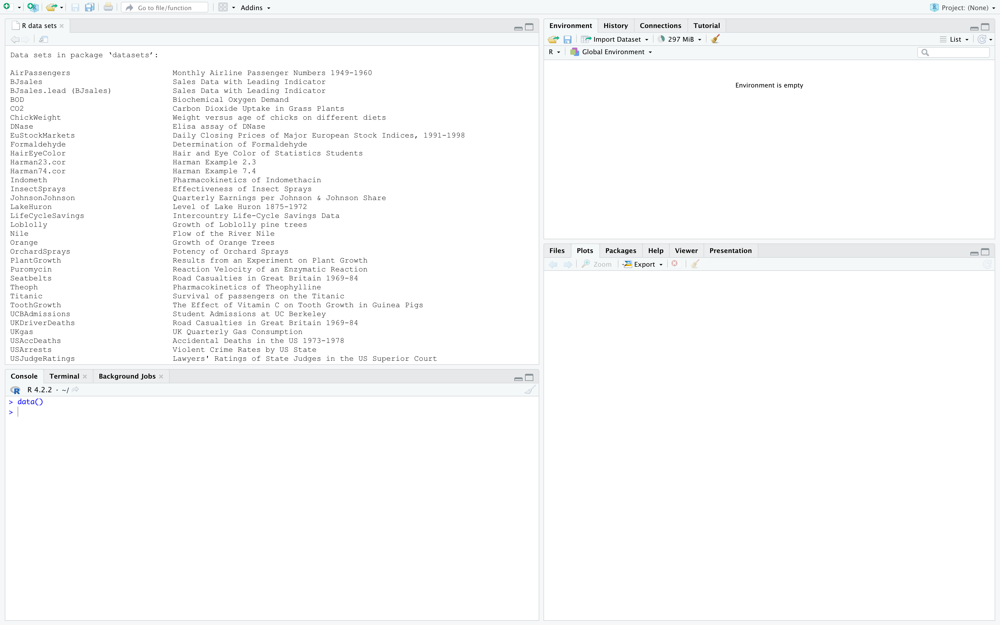 Go to file/function
Addins
Project: (None)
R data sets
Data sets in package ‘datasets’:
AirPassengers Monthly Airline Passenger Numbers 1949-1960
BJsales Sales Data with Leading Indicator
BJsales.lead (BJsales) Sales Data with Leading Indicator
BOD Biochemical Oxygen Demand
CO2 Carbon Dioxide Uptake in Grass Plants
ChickWeight Weight versus age of chicks on different diets
DNase Elisa assay of DNase
EuStockMarkets Daily Closing Prices of Major European Stock Indices, 1991-1998
Formaldehyde Determination of Formaldehyde
HairEyeColor Hair and Eye Color of Statistics Students
Harman23.cor Harman Example 2.3
Harman74.cor Harman Example 7.4
Indometh Pharmacokinetics of Indomethacin
InsectSprays Effectiveness of Insect Sprays
JohnsonJohnson Quarterly Earnings per Johnson & Johnson Share
LakeHuron Level of Lake Huron 1875-1972
LifeCycleSavings Intercountry Life-Cycle Savings Data
Loblolly Growth of Loblolly pine trees
Nile Flow of the River Nile
Orange Growth of Orange Trees
OrchardSprays Potency of Orchard Sprays
PlantGrowth Results from an Experiment on Plant Growth
Puromycin Reaction Velocity of an Enzymatic Reaction
Seatbelts Road Casualties in Great Britain 1969-84
Theoph Pharmacokinetics of Theophylline
Titanic Survival of passengers on the Titanic
ToothGrowth The Effect of Vitamin C on Tooth Growth in Guinea Pigs
UCBAdmissions Student Admissions at UC Berkeley
UKDriverDeaths Road Casualties in Great Britain 1969-84
UKgas UK Quarterly Gas Consumption
USAccDeaths Accidental Deaths in the US 1973-1978
USArrests Violent Crime Rates by US State
USJudgeRatings Lawyers' Ratings of State Judges in the US Superior Court
Console Terminal Background Jobs
R R 4.2.2 · ~/
> data()
>
Environment History Connections Tutorial
Import Dataset 297 MiB List
R Global Environment
Environment is empty
Files Plots Packages Help Viewer Presentation
Zoom Export